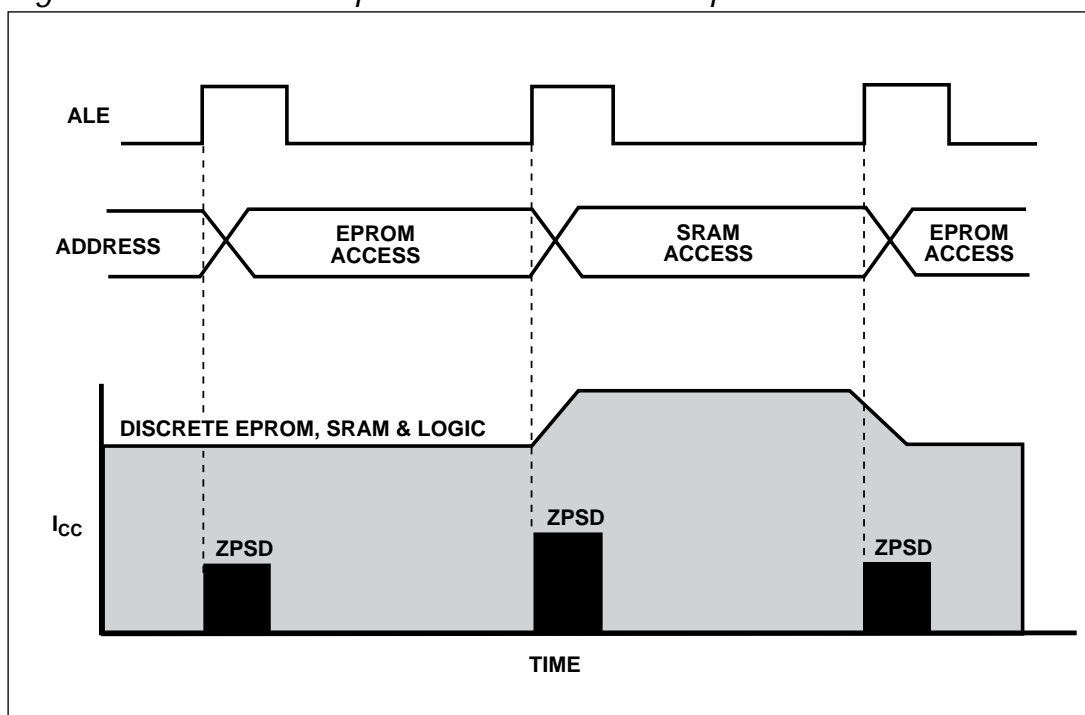 ALE
ADDRESS
EPROM
ACCESS
SRAM
ACCESS
EPROM
ACCESS
DISCRETE EPROM, SRAM & LOGIC
ICC
ZPSD
ZPSD
ZPSD
TIME